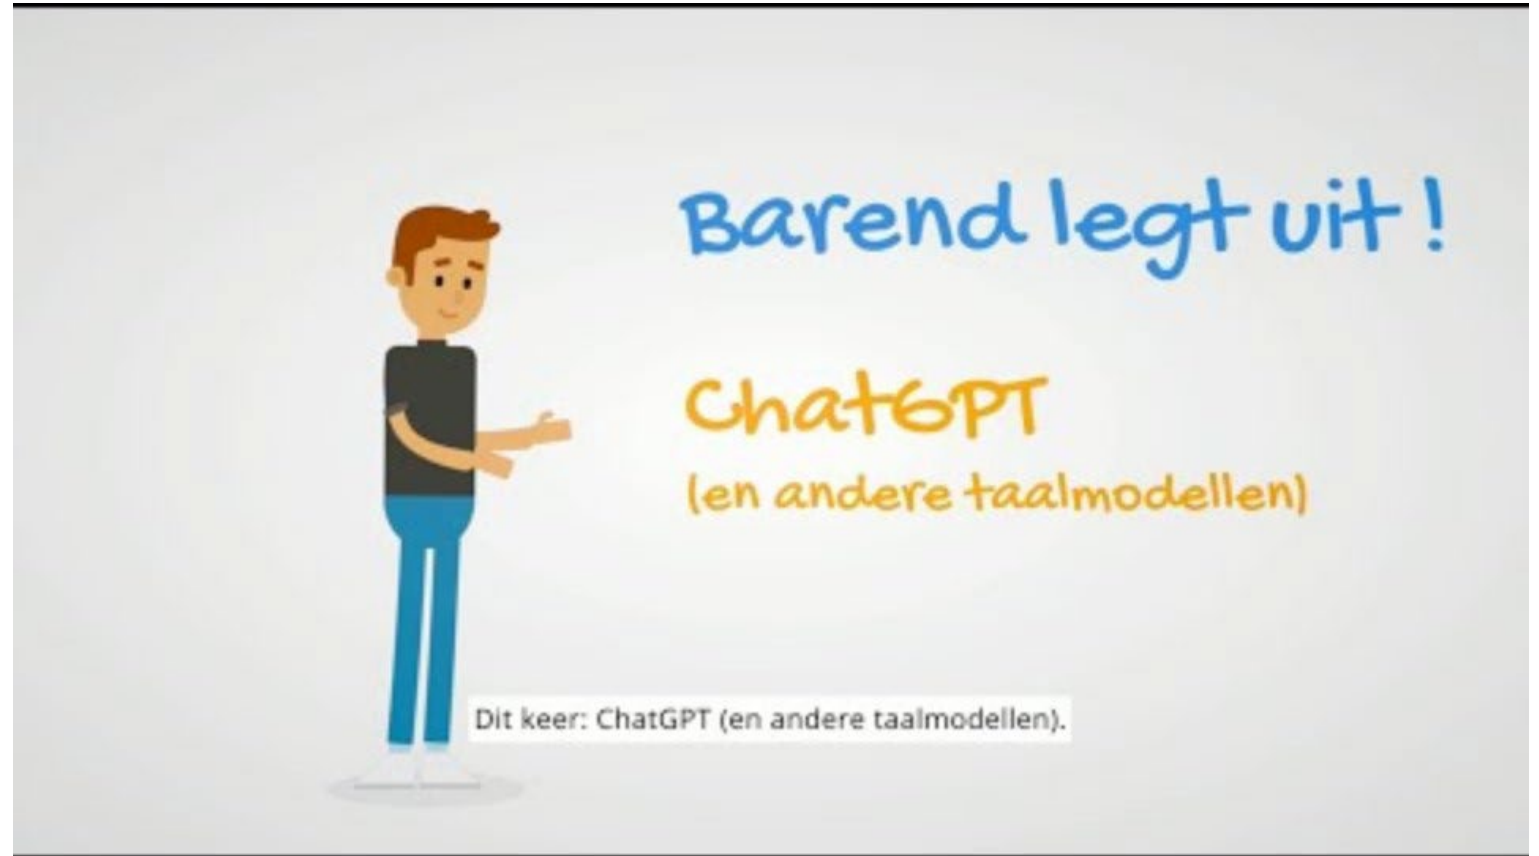 Barend legt uit!
ChatGPT
(en andere taalmodellen)
Dit keer: ChatGPT (en andere taalmodellen).